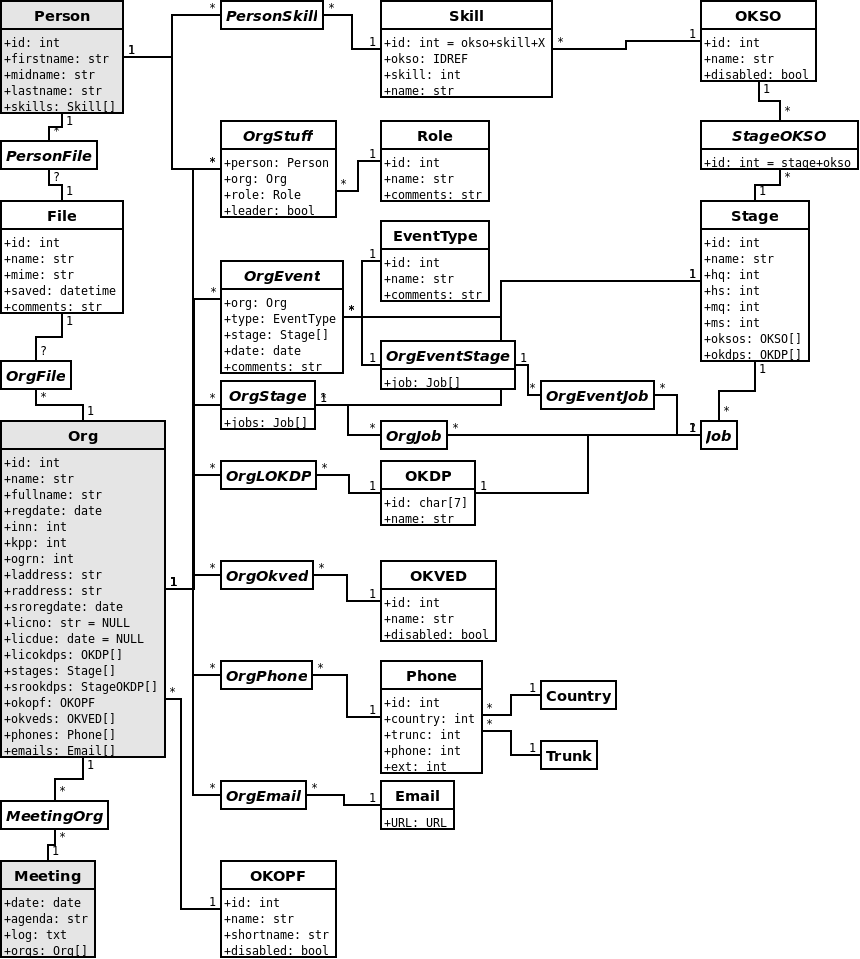 Person
+id: int
+firstname: str
+midname: str
+lastname: str
+skills: Skill[]
1
1
*
PersonSkill
*
1
Skill
+id: int = okso+skill+X
+okso: IDREF
+skill: int
+name: str
*
1
OKSO
+id: int
+name: str
+disabled: bool
1
*
StageOKSO
+id: int = stage+okso
*
1
*
PersonFile
?
1
File
+id: int
+name: str
+mime: str
+saved: datetime
+comments: str
1
?
OrgFile
*
1
*
OrgStuff
+person: Person
+org: Org
+role: Role
+leader: bool
*
1
Role
+id: int
+name: str
+comments: str
*
OrgEvent
+org: Org
+type: EventType
+stage: Stage[]
+date: date
+comments: str
*
1
EventType
+id: int
+name: str
+comments: str
1
OrgEventStage
+job: Job[]
1
*
OrgEventJob
*
1
Stage
+id: int
+name: str
+hq: int
+hs: int
+mq: int
+ms: int
+oksos: OKSO[]
+okdps: OKDP[]
1
*
Job
*
OrgStage
+jobs: Job[]
*
OrgJob
*
Org
+id: int
+name: str
+fullname: str
+regdate: date
+inn: int
+kpp: int
+ogrn: int
+laddress: str
+raddress: str
+sroregdate: date
+licno: str = NULL
+licdue: date = NULL
+licokdps: OKDP[]
+stages: Stage[]
+srookdps: StageOKDP[]
+okopf: OKOPF
+okveds: OKVED[]
+phones: Phone[]
+emails: Email[]
1
*
1
*
OrgLOKDP
*
1
OKDP
+id: char[7]
+name: str
1
*
OrgOkved
*
1
OKVED
+id: int
+name: str
+disabled: bool
*
OrgPhone
*
1
Phone
+id: int
+country: int
+trunc: int
+phone: int
+ext: int
*
1
Country
*
1
Trunk
*
OrgEmail
*
1
Email
+URL: URL
*
MeetingOrg
*
1
Meeting
+date: date
+agenda: str
+log: txt
+orgs: Org[]
1
OKOPF
+id: int
+name: str
+shortname: str
+disabled: bool